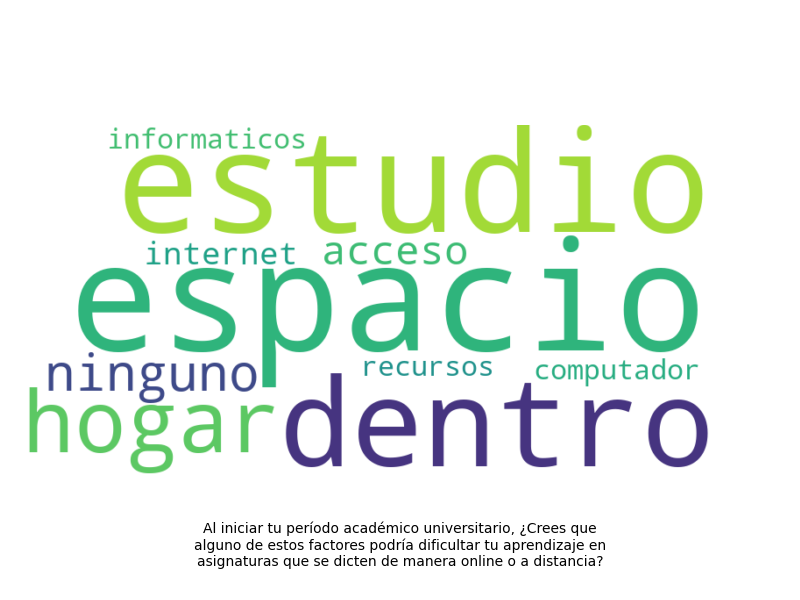 informaticos
estudio
internet acceso
espacio
ninguno recursos computador
hogar dentro
Al iniciar tu período académico universitario, ¿Crees que
alguno de estos factores podría dificultar tu aprendizaje en
asignaturas que se dicten de manera online o a distancia?